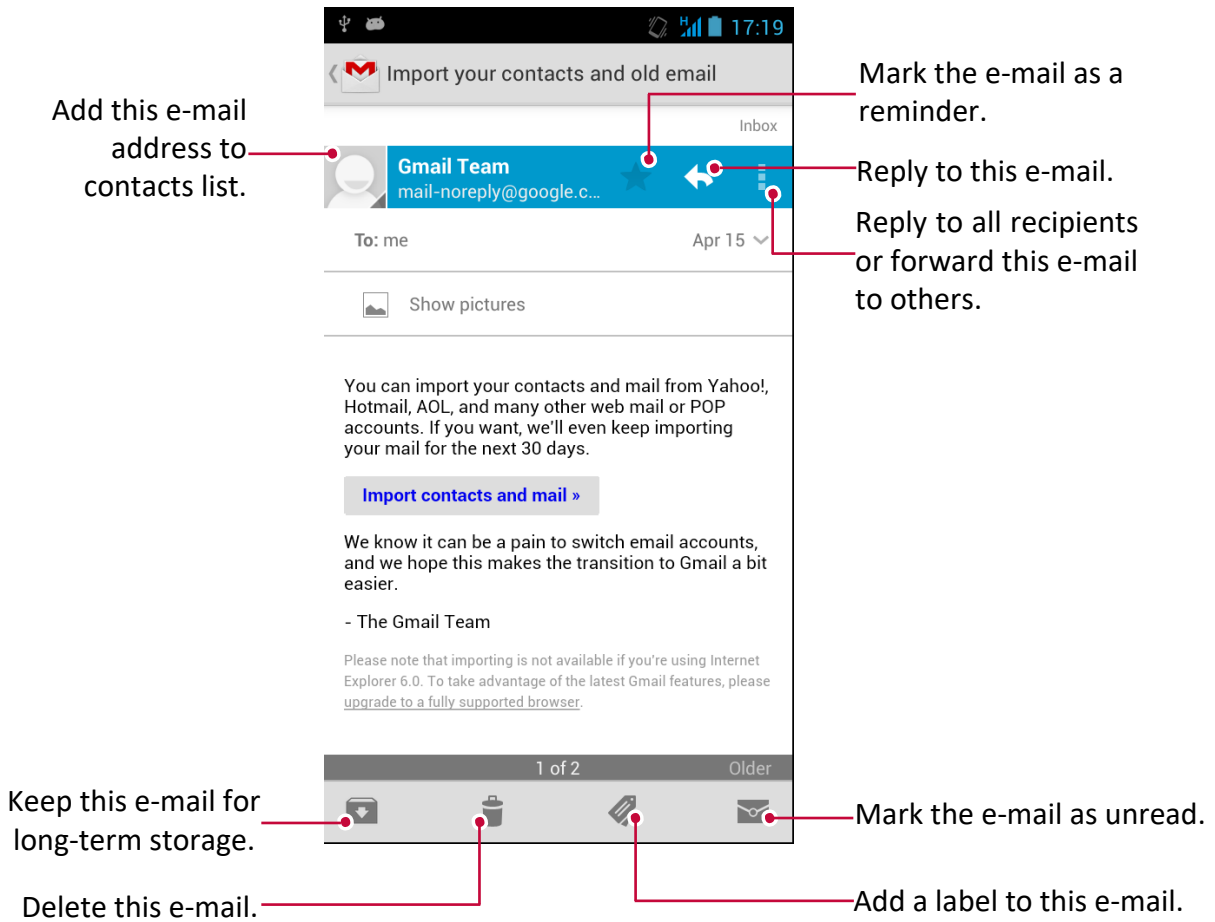 H 17:19
Import your contacts and old email
Mark the e-mail as a
reminder.
Add this e-mail
address to
contacts list.
Inbox
Gmail Team
mail-noreply@google.c...
Reply to this e-mail.
Reply to all recipients
or forward this e-mail
to others.
To: me
Apr 15
Show pictures
You can import your contacts and mail from Yahoo!,
Hotmail, AOL, and many other web mail or POP
accounts. If you want, we'll even keep importing
your mail for the next 30 days.
Import contacts and mail »
We know it can be a pain to switch email accounts,
and we hope this makes the transition to Gmail a bit
easier.
- The Gmail Team
Please note that importing is not available if you're using Internet
Explorer 6.0. To take advantage of the latest Gmail features, please
upgrade to a fully supported browser.
1 of 2
Older
Keep this e-mail for
long-term storage.
Mark the e-mail as unread.
Delete this e-mail.
Add a label to this e-mail.